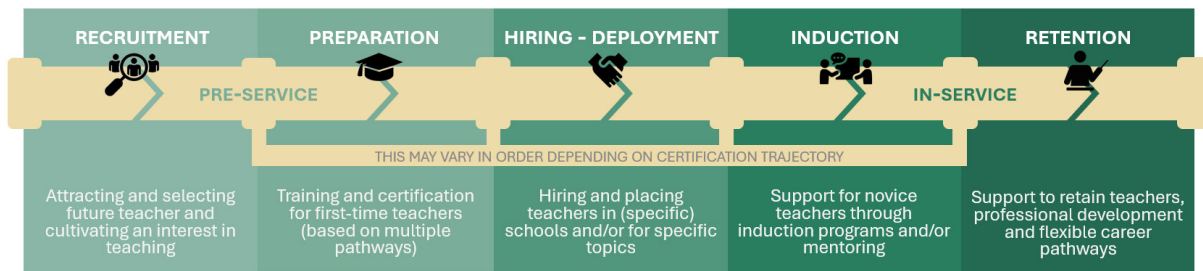 RECRUITMENT
PREPARATION
HIRING - DEPLOYMENT
INDUCTION
RETENTION
PRE-SERVICE
IN-SERVICE
THIS MAY VARY IN ORDER DEPENDING ON CERTIFICATION TRAJECTORY
Attracting and selecting
future teacher and
cultivating an interest in
teaching
Training and certification
for first-time teachers
(based on multiple
pathways)
Hiring and placing
teachers in (specific)
schools and/or for specific
topics
Support for novice
teachers through
induction programs and/or
mentoring
Support to retain teachers,
professional development
and flexible career
pathways